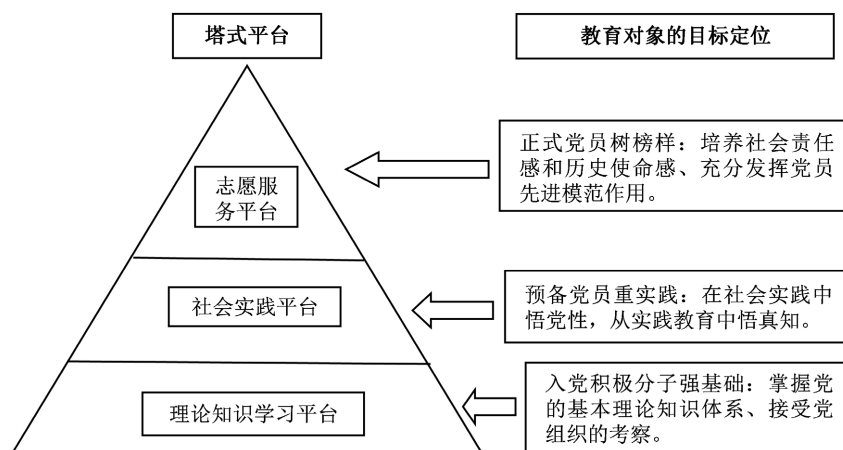 塔式平台
教育对象的目标定位
正式党员树榜样：培养社会责任
感和历史使命感、充分发挥党员
先进模范作用。
志愿服
务平台
预备党员重实践：在社会实践中
悟党性，从实践教育中悟真知。
社会实践平台
入党积极分子强基础：掌握党
的基本理论知识体系、接受党
组织的考察。
理论知识学习平台